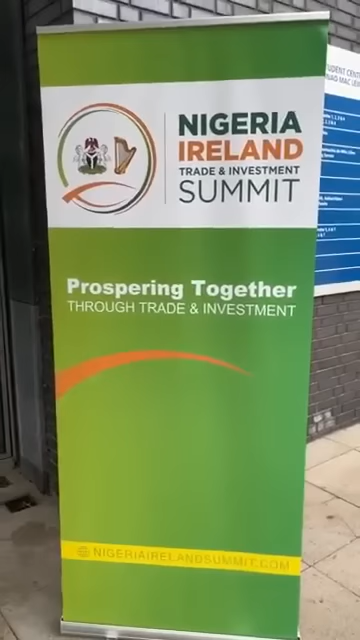 NIGERIA
IRELAND
TRADE & INVESTMENT
SUMMIT
Prospering Together
THROUGH TRADE & INVESTMENT
NIGERIAIRELANDSUMMIT.COM